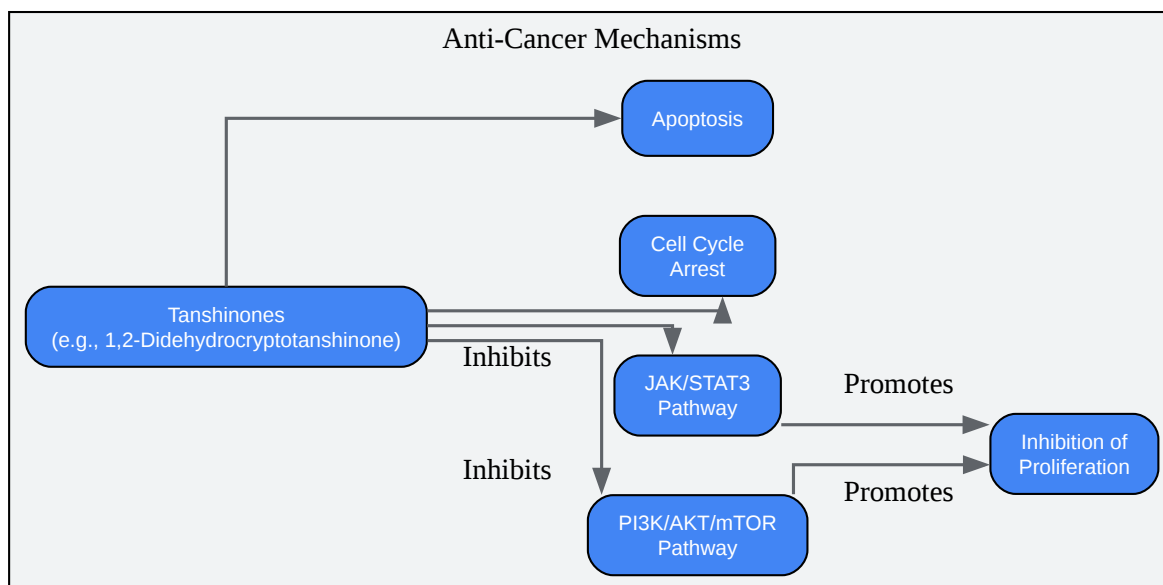 Anti-Cancer Mechanisms
Apoptosis
Cell Cycle
Arrest
Tanshinones
(e.g., 1,2-Didehydrocryptotanshinone)
Inhibits
JAK/STAT3
Pathway
Promotes
Inhibition of
Proliferation
Inhibits
Promotes
PI3K/AKT/mTOR
Pathway